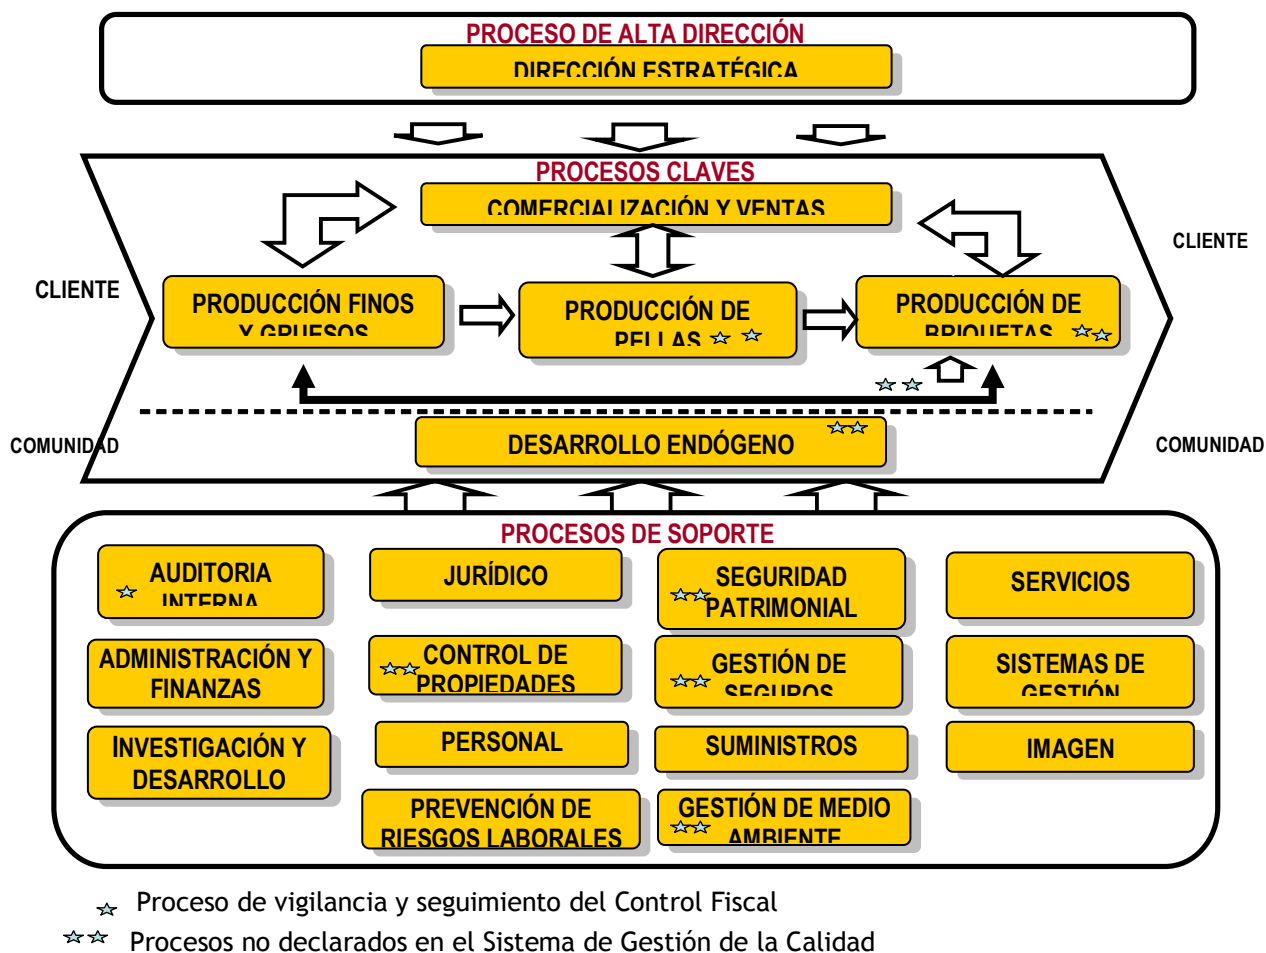 PROCESO DE ALTA DIRECCIÓN
DIRECCIÓN ESTRATÉGICA
PROCESOS CLAVES
COMERCIALIZACIÓN Y VENTAS
CLIENTE
CLIENTE
PRODUCCIÓN FINOS
Y GRUESOS
PRODUCCIÓN DE
PELLAS
PRODUCCIÓN DE
BRIQUETAS
COMUNIDAD
DESARROLLO ENDÓGENO
COMUNIDAD
PROCESOS DE SOPORTE
AUDITORIA
INTERNA
JURÍDICO
SEGURIDAD
PATRIMONIAL
SERVICIOS
ADMINISTRACIÓN Y
FINANZAS
CONTROL DE
PROPIEDADES
GESTIÓN DE
SEGUROS
SISTEMAS DE
GESTIÓN
INVESTIGACIÓN Y
DESARROLLO
PERSONAL
SUMINISTROS
IMAGEN
PREVENCIÓN DE
RIESGOS LABORALES
GESTIÓN DE MEDIO
AMBIENTE
Proceso de vigilancia y seguimiento del Control Fiscal
Procesos no declarados en el Sistema de Gestión de la Calidad